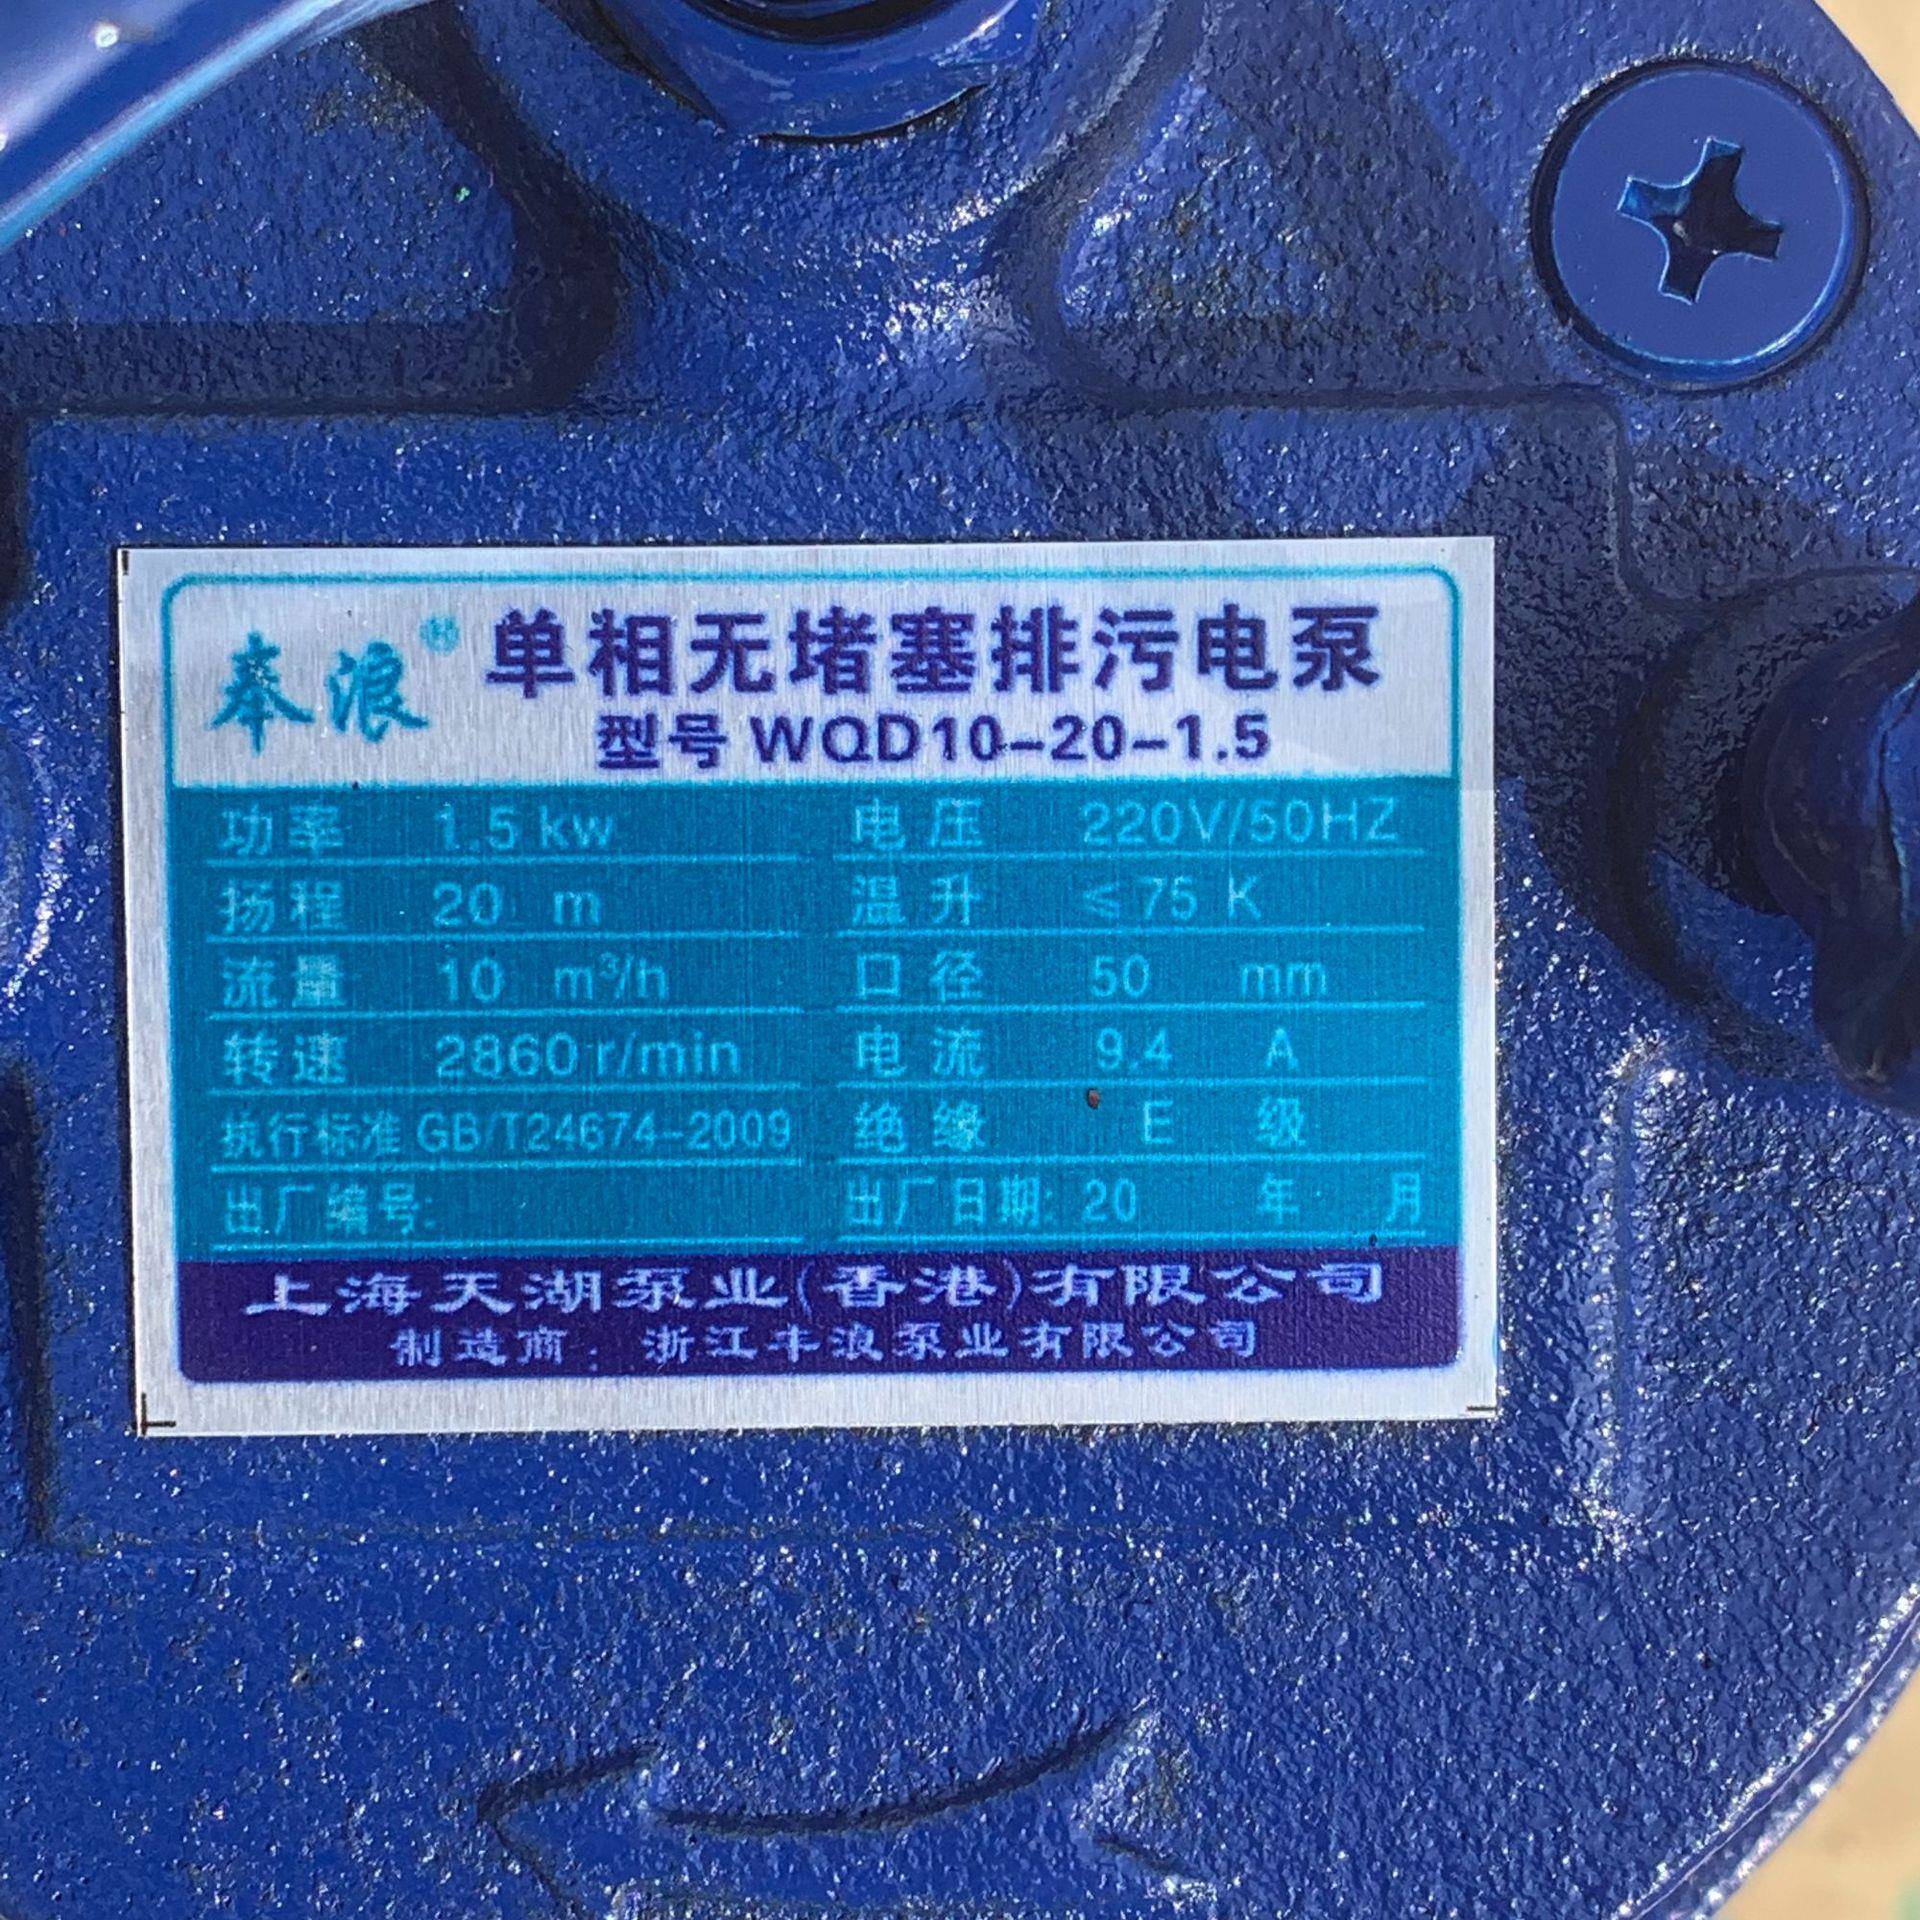 奉浪® 单相无堵塞排污电泵
型号 WQD10-20-1.5
功率 1.5 kw 电压 220V/50HZ
扬程 20 m 温升 ≤75 K
流量 10 m³/h 口径 50 mm
转速 2860 r/min 电流 9.4 A
执行标准 GB/T24674-2009 绝缘 E 级
出厂编号: 出厂日期: 20 年 月
上海天湖泵业(香港)有限公司
制造商: 浙江丰浪泵业有限公司